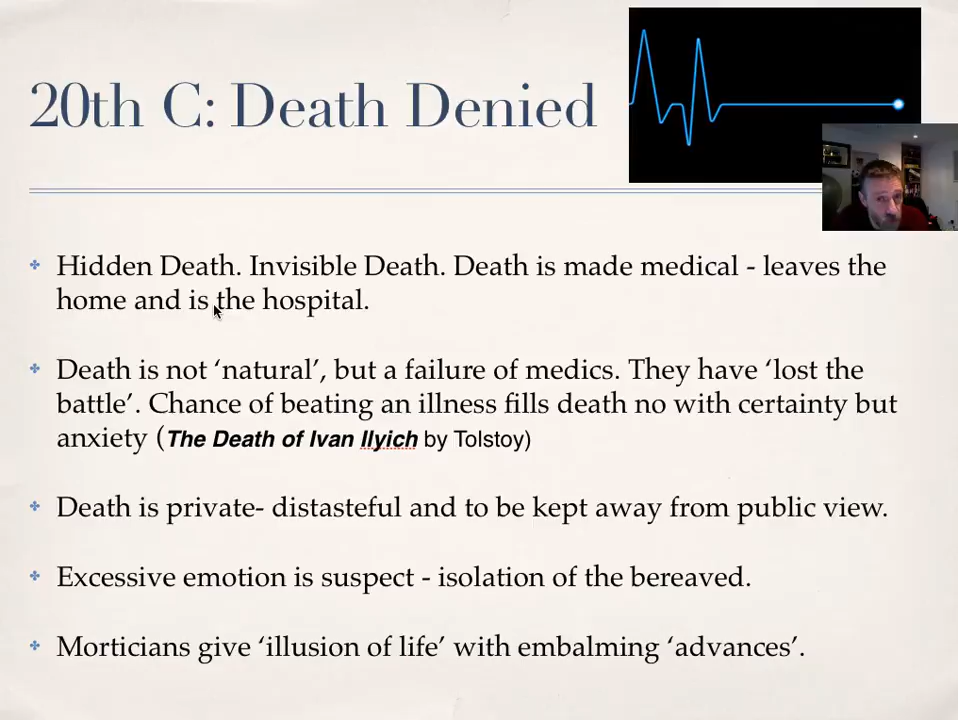 20th C: Death Denied
Hidden Death. Invisible Death. Death is made medical - leaves the
home and is the hospital.
Death is not ‘natural’, but a failure of medics. They have ‘lost the
battle’. Chance of beating an illness fills death no with certainty but
anxiety (The Death of Ivan Ilyich by Tolstoy)
Death is private- distasteful and to be kept away from public view.
Excessive emotion is suspect - isolation of the bereaved.
Morticians give ‘illusion of life’ with embalming ‘advances’.